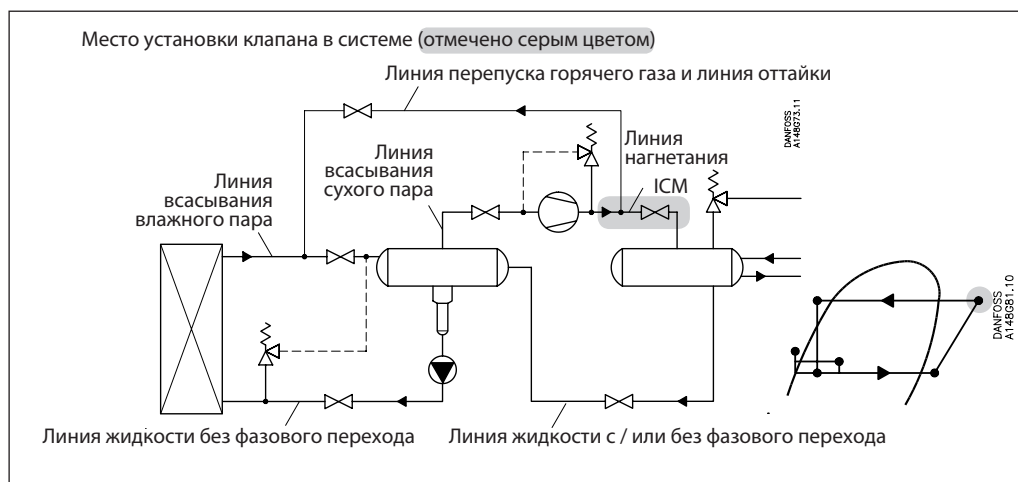 Место установки клапана в системе (отмечено серым цветом)
Линия перепуска горячего газа и линия оттайки
DANFOSS
A148G73.11
Линия
нагнетания
ICM
Линия
всасывания
сухого пара
Линия
всасывания
влажного пара
DANFOSS
A148G81.10
Линия жидкости без фазового перехода
Линия жидкости с / или без фазового перехода